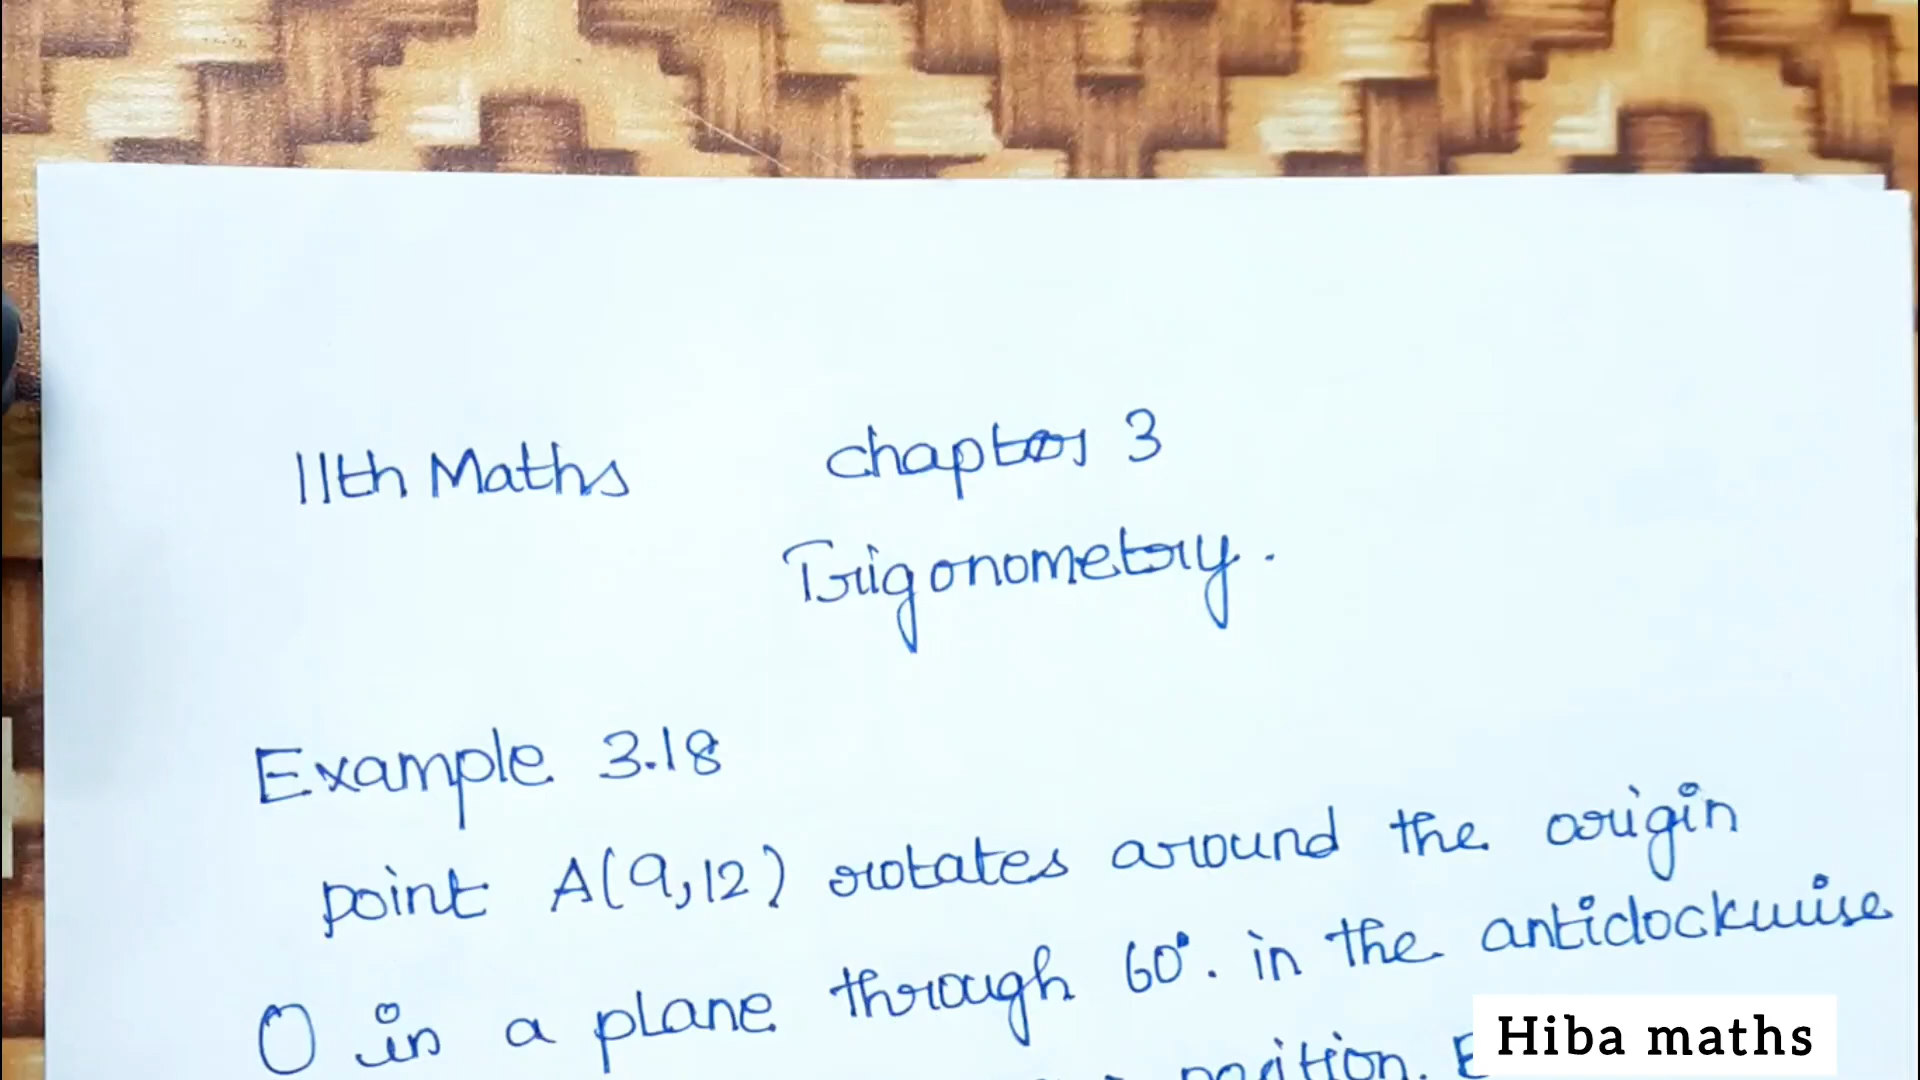 11th Maths chapter 3
Trigonometry.
Example 3.18
point A(9,12) rotates around the origin
O in a plane through 60°. in the anticlockwise
position.
Hiba maths